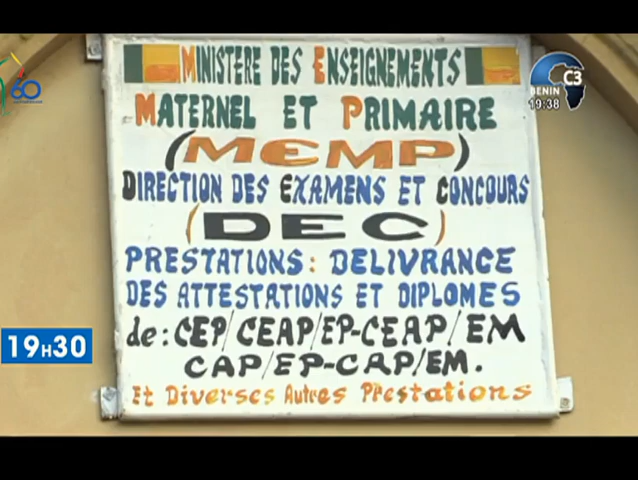 MINISTERE DES ENSEIGNEMENTS
MATERNEL ET PRIMAIRE
(MEMP)
DIRECTION DES EXAMENS ET CONCOURS
(DEC)
PRESTATIONS: DELIVRANCE
DES ATTESTATIONS ET DIPLOMES
de: CEP/CEAP/EP-CEAP/EM
CAP/EP-CAP/EM.
Et Diverses Autres Prestations
60
C3
BENIN
19:38
19H30